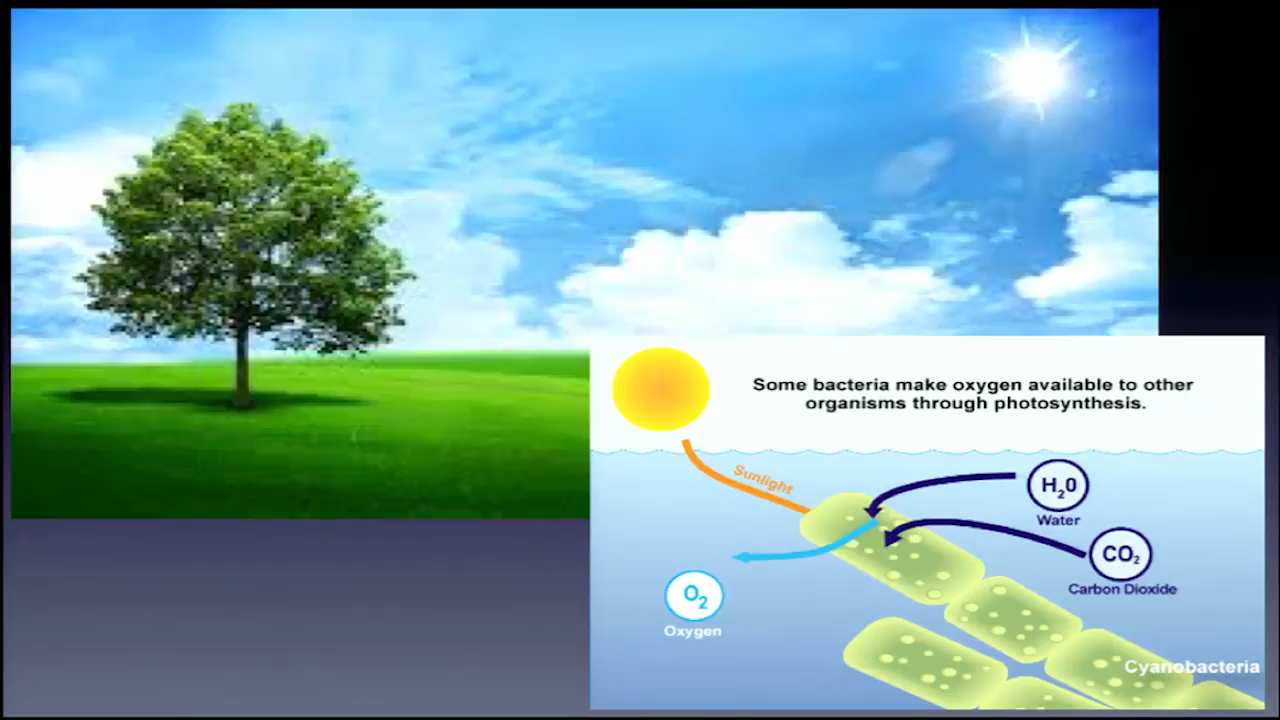 Some bacteria make oxygen available to other
organisms through photosynthesis.
Sunlight
H₂0
Water
CO₂
Carbon Dioxide
O₂
Oxygen
Cyanobacteria